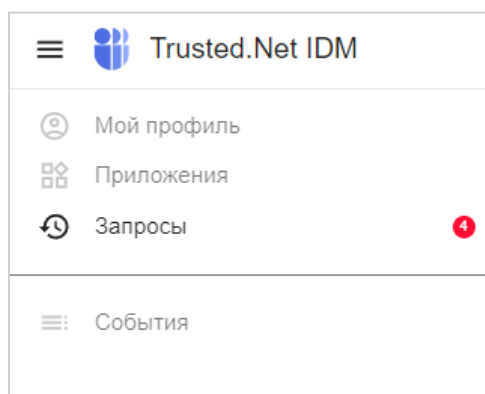 Trusted.Net IDM
Мой профиль
Приложения
Запросы 4
События